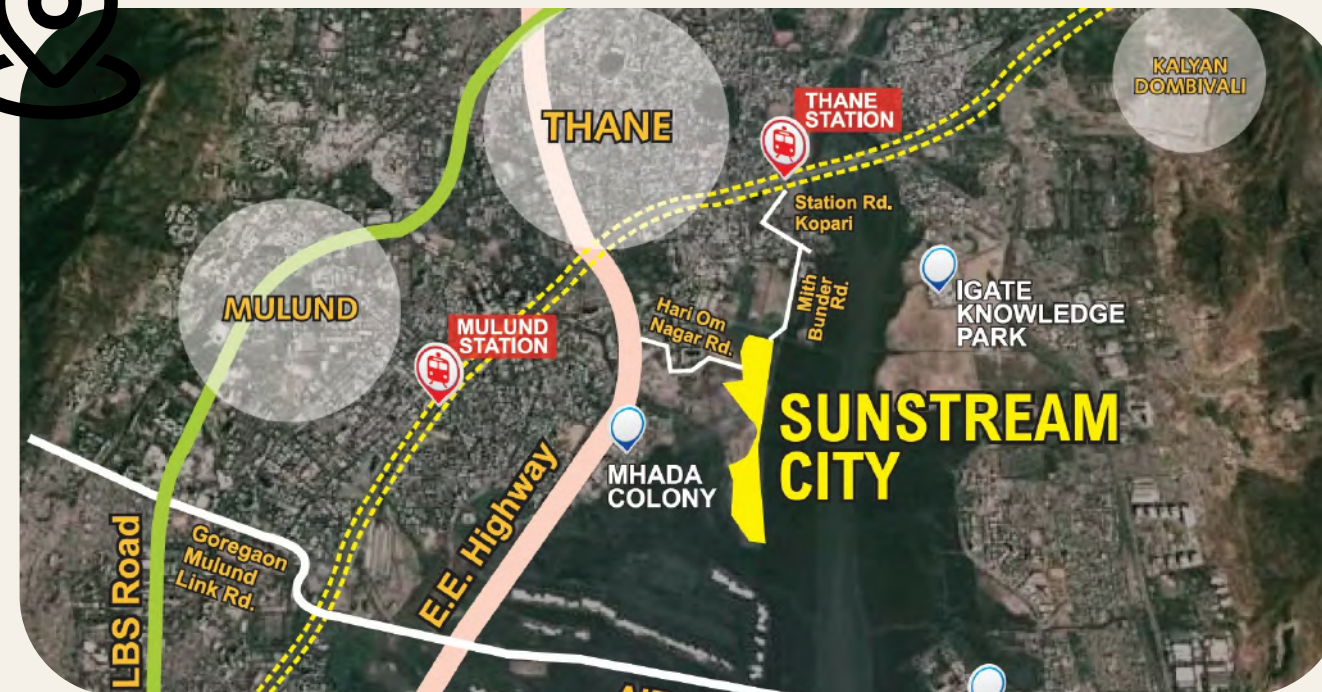 KALYAN
DOMBIVALI
THANE
STATION
THANE
Station Rd.
Kopari
IGATE
KNOWLEDGE
PARK
Mith
Bunder
Rd.
MULUND
Hari Om
Nagar Rd.
MULUND
STATION
SUNSTREAM
CITY
MHADA
COLONY
E.E. Highway
Goregaon
Mulund
Link Rd.
LBS Road